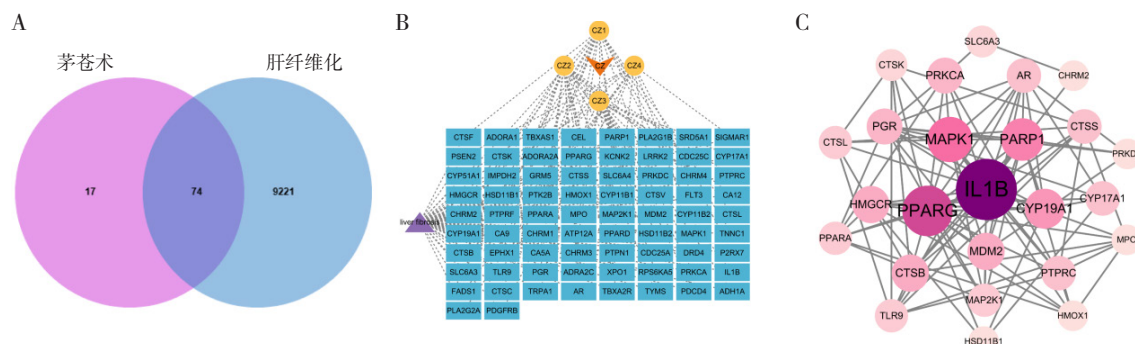 A
茅苍术
肝纤维化
17
74
9221
B
CZ1
CZ2
CZ
CZ4
CZ3
liver fibrosis
CTSF ADORA1 TBXAS1 CEL PARP1 PLA2G1B SRD5A1 SIGMAR1
PSEN2 CTSK ADORA2A PPARG KCNK2 LRRK2 CDC25C CYP17A1
CYP51A1 IMPDH2 GRM5 CTSS SLC6A4 PRKDC CHRM4 PTPRC
HMGCR HSD11B1 PTK2B HMOX1 CYP11B1 CTSV FLT3 CA12
CHRM2 PTPRF PPARA MPO MAP2K1 MDM2 CYP11B2 CTSL
CYP19A1 CA9 CHRM1 ATP12A PPARD HSD11B2 MAPK1 TNNC1
CTSB EPHX1 CA5A CHRM3 PTPN1 CDC25A DRD4 P2RX7
SLC6A3 TLR9 PGR ADRA2C XPO1 RPS6KA5 PRKCA IL1B
FADS1 CTSC TRPA1 AR TBXA2R TYMS PDCD4 ADH1A
PLA2G2A PDGFRB
C
SLC6A3
CTSK
PRKCA
AR
CHRM2
PGR
MAPK1
PARP1
CTSS
CTSL
PRKD
IL1B
HMGCR
PPARG
CYP19A1
CYP17A1
PPARA
MDM2
MPO
CTSB
PTPRC
MAP2K1
TLR9
HMOX1
HSD11B1